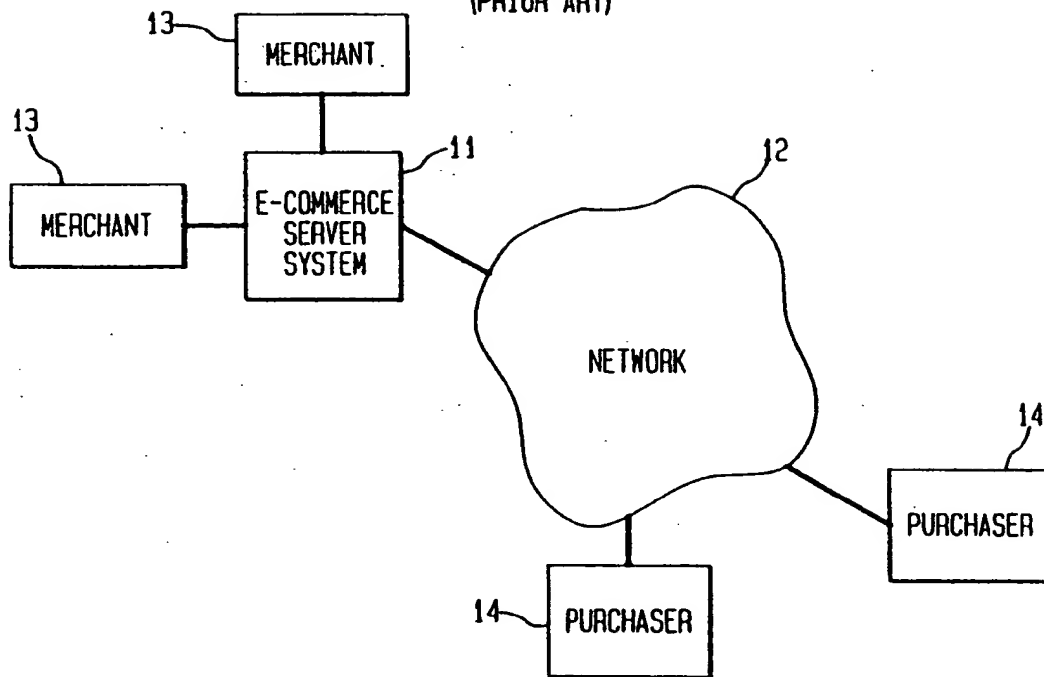 (PRIOR ART)
13
MERCHANT
13
MERCHANT
11
E-COMMERCE
SERVER
SYSTEM
12
NETWORK
14
PURCHASER
14
PURCHASER